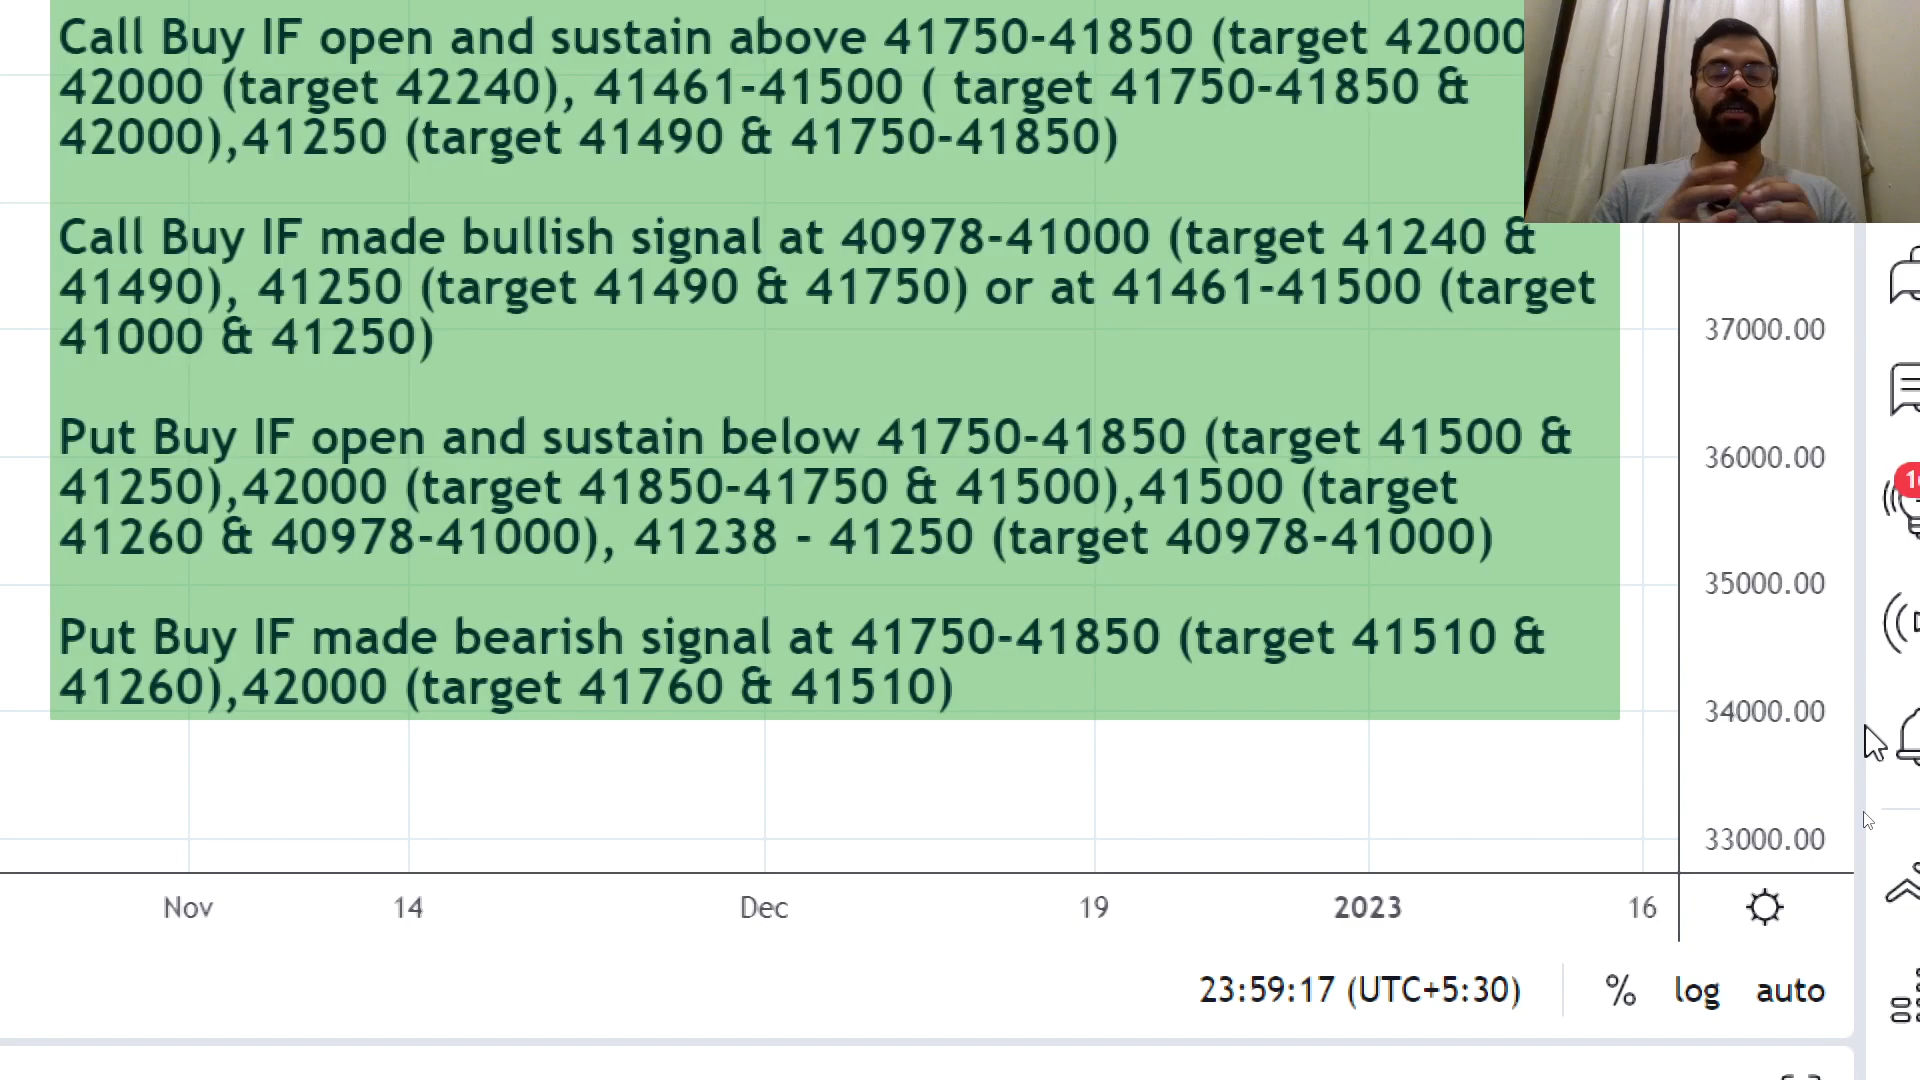 Call Buy IF open and sustain above 41750-41850 (target 42000
42000 (target 42240), 41461-41500 ( target 41750-41850 &
42000),41250 (target 41490 & 41750-41850)
Call Buy IF made bullish signal at 40978-41000 (target 41240 &
41490), 41250 (target 41490 & 41750) or at 41461-41500 (target
41000 & 41250)
Put Buy IF open and sustain below 41750-41850 (target 41500 &
41250),42000 (target 41850-41750 & 41500),41500 (target
41260 & 40978-41000), 41238 - 41250 (target 40978-41000)
Put Buy IF made bearish signal at 41750-41850 (target 41510 &
41260),42000 (target 41760 & 41510)
37000.00
36000.00
35000.00
34000.00
33000.00
Nov 14 Dec 19 2023 16
23:59:17 (UTC+5:30) % log auto